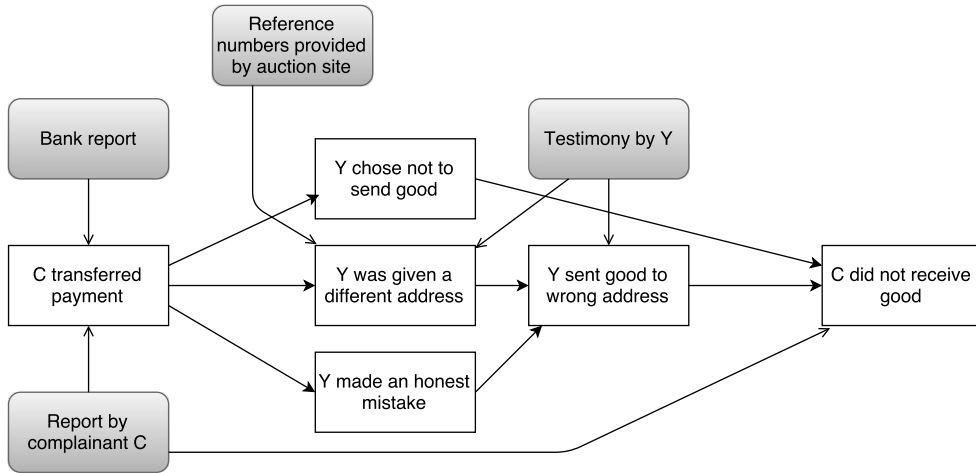 Reference
numbers provided
by auction site
Bank report
Testimony by Y
Y chose not to
send good
C transferred
payment
Y was given a
different address
Y sent good to
wrong address
C did not receive
good
Y made an honest
mistake
Report by
complainant C